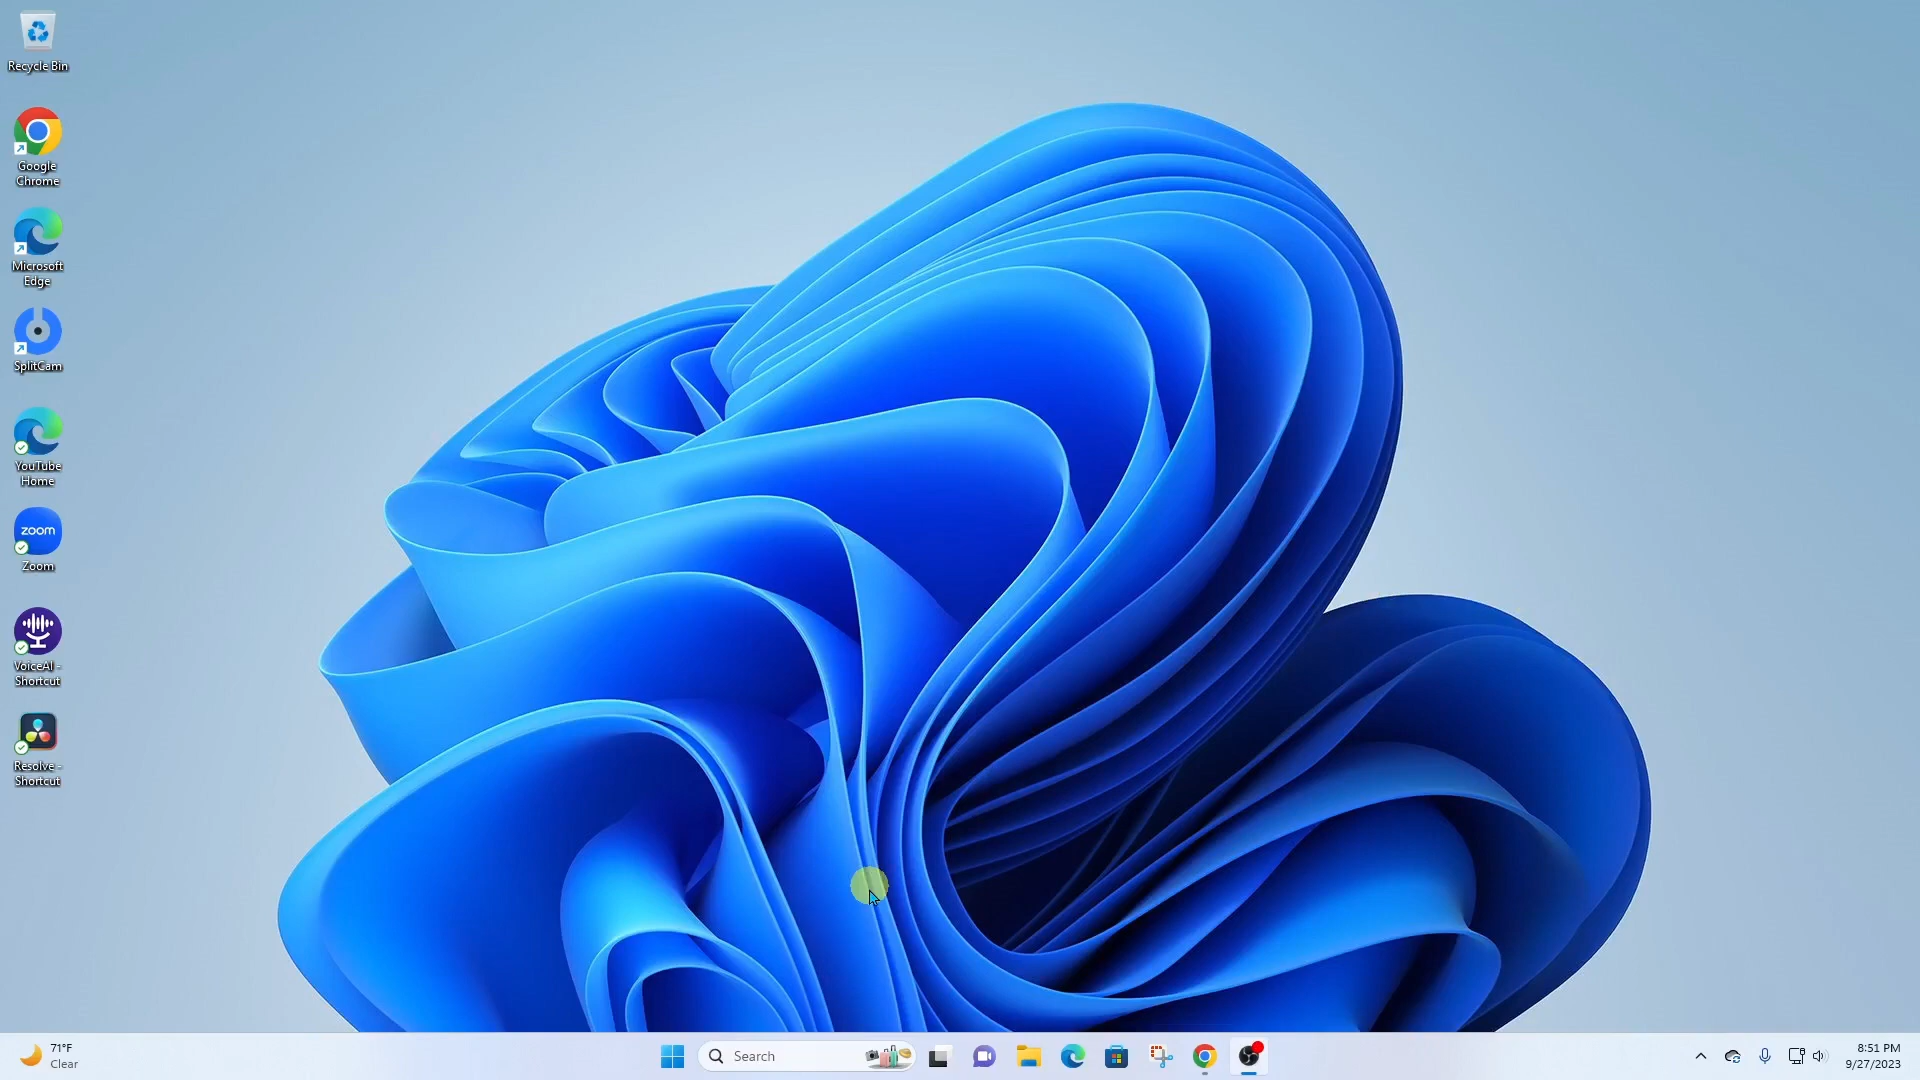 Recycle Bin
Google
Chrome
Microsoft
Edge
SplitCam
YouTube
Home
zoom
Zoom
VoiceAI -
Shortcut
Resolve -
Shortcut
71°F
Clear
Search
8:51 PM
9/27/2023